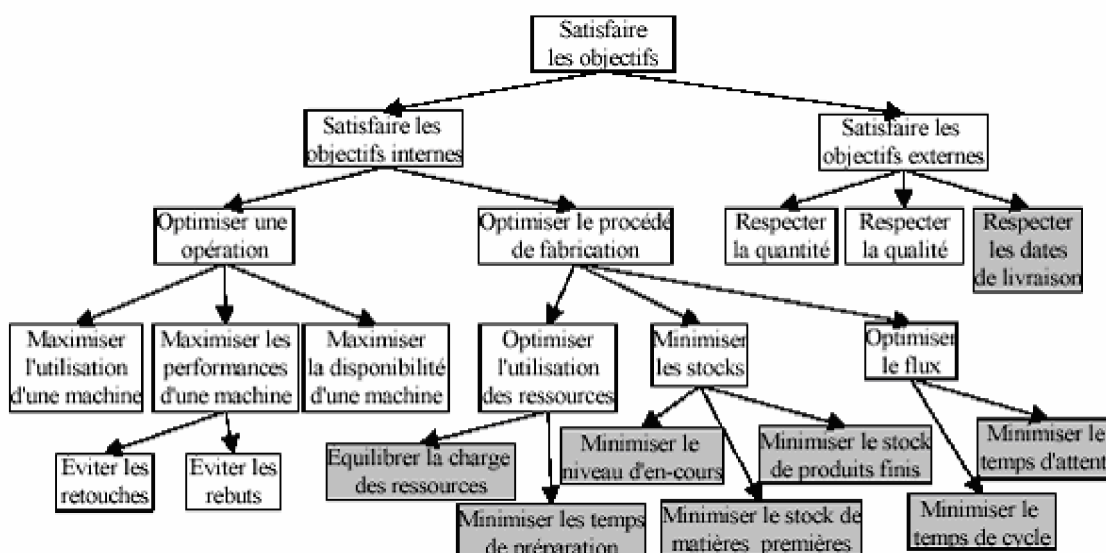 Satisfaire
les objectifs
Satisfaire les
objectifs internes
Satisfaire les
objectifs externes
Optimiser une
opération
Optimiser le procédé
de fabrication
Respecter
la quantité
Respecter
la qualité
Respecter
les dates
de livraison
Maximiser
l'utilisation
d'une machine
Maximiser les
performances
d'une machine
Maximiser
la disponibilité
d'une machine
Optimiser
l'utilisation
des ressources
Minimiser
les stocks
Optimiser
le flux
Eviter les
retouches
Eviter les
rebuts
Equilibrer la charge
des ressources
Minimiser le
niveau d'en-cours
Minimiser le stock
de produits finis
Minimiser le
temps d'attent
Minimiser les temps
de préparation
Minimiser le stock de
matières premières
Minimiser le
temps de cycle